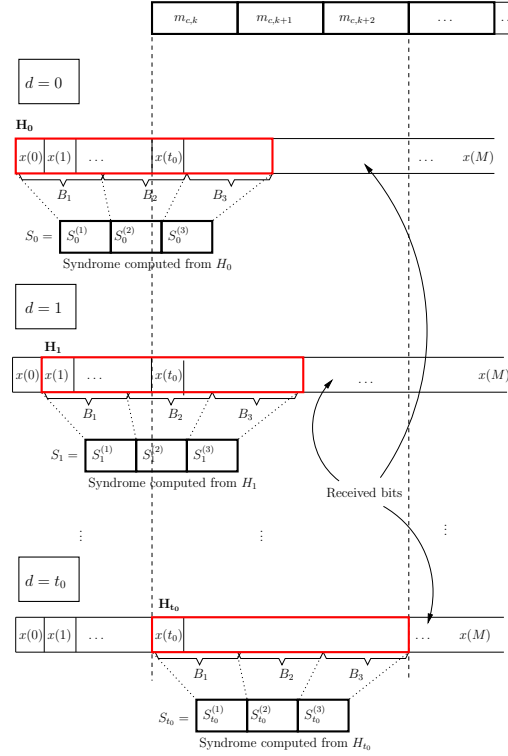 m_{c,k} m_{c,k+1} m_{c,k+2} ... ...
d = 0
H_0
x(0) x(1) ... x(t_0) ... x(M)
B_1 B_2 B_3
S_0 = S_0^{(1)} S_0^{(2)} S_0^{(3)}
Syndrome computed from H_0
d = 1
H_1
x(0) x(1) ... x(t_0) ... x(M)
B_1 B_2 B_3
S_1 = S_1^{(1)} S_1^{(2)} S_1^{(3)}
Syndrome computed from H_1
Received bits
⋮ ⋮ ⋮
d = t_0
H_{t_0}
x(0) x(1) ... x(t_0) ... x(M)
B_1 B_2 B_3
S_{t_0} = S_{t_0}^{(1)} S_{t_0}^{(2)} S_{t_0}^{(3)}
Syndrome computed from H_{t_0}